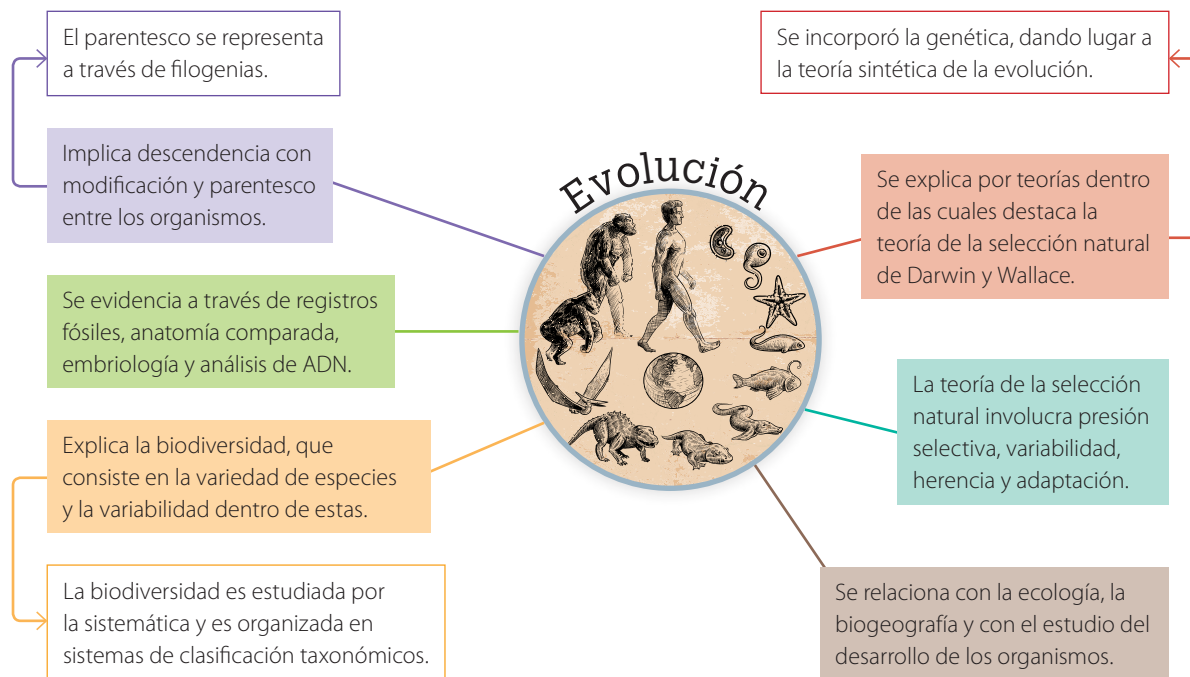 El parentesco se representa
a través de filogenias.
Se incorporó la genética, dando lugar a
la teoría sintética de la evolución.
Implica descendencia con
modificación y parentesco
entre los organismos.
Evolución
Se explica por teorías dentro
de las cuales destaca la
teoría de la selección natural
de Darwin y Wallace.
Se evidencia a través de registros
fósiles, anatomía comparada,
embriología y análisis de ADN.
La teoría de la selección
natural involucra presión
selectiva, variabilidad,
herencia y adaptación.
Explica la biodiversidad, que
consiste en la variedad de especies
y la variabilidad dentro de estas.
La biodiversidad es estudiada por
la sistemática y es organizada en
sistemas de clasificación taxonómicos.
Se relaciona con la ecología, la
biogeografía y con el estudio del
desarrollo de los organismos.